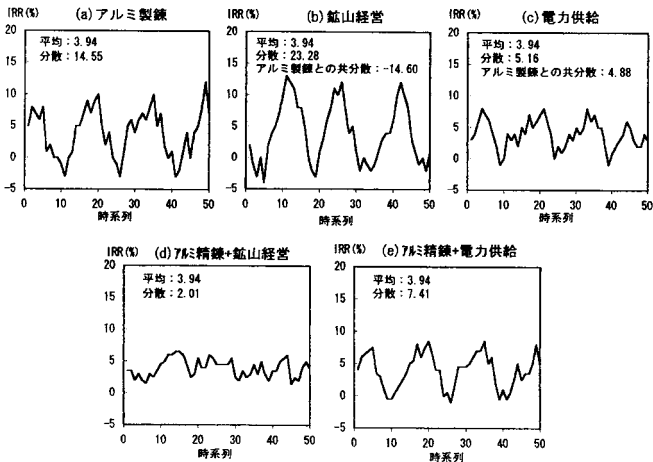 IRR(%) (a)アルミ製錬
平均:3.94
分散:14.55
20
15
10
5
0
-5
0 10 20 30 40 50
時系列
IRR(%) (b)鉱山経営
平均:3.94
分散:23.28
アルミ製錬との共分散:-14.60
20
15
10
5
0
-5
0 10 20 30 40 50
時系列
IRR(%) (c)電力供給
平均:3.94
分散:5.16
アルミ製錬との共分散:4.88
20
15
10
5
0
-5
0 10 20 30 40 50
時系列
IRR(%) (d)アルミ精錬+鉱山経営
平均:3.94
分散:2.01
20
15
10
5
0
-5
0 10 20 30 40 50
時系列
IRR(%) (e)アルミ精錬+電力供給
平均:3.94
分散:7.41
20
15
10
5
0
-5
0 10 20 30 40 50
時系列